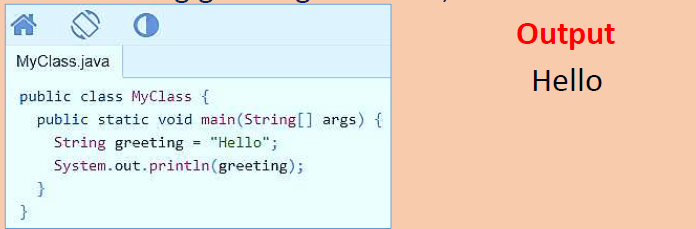 MyClass.java
public class MyClass {
public static void main(String[] args) {
String greeting = "Hello";
System.out.println(greeting);
}
}
Output
Hello